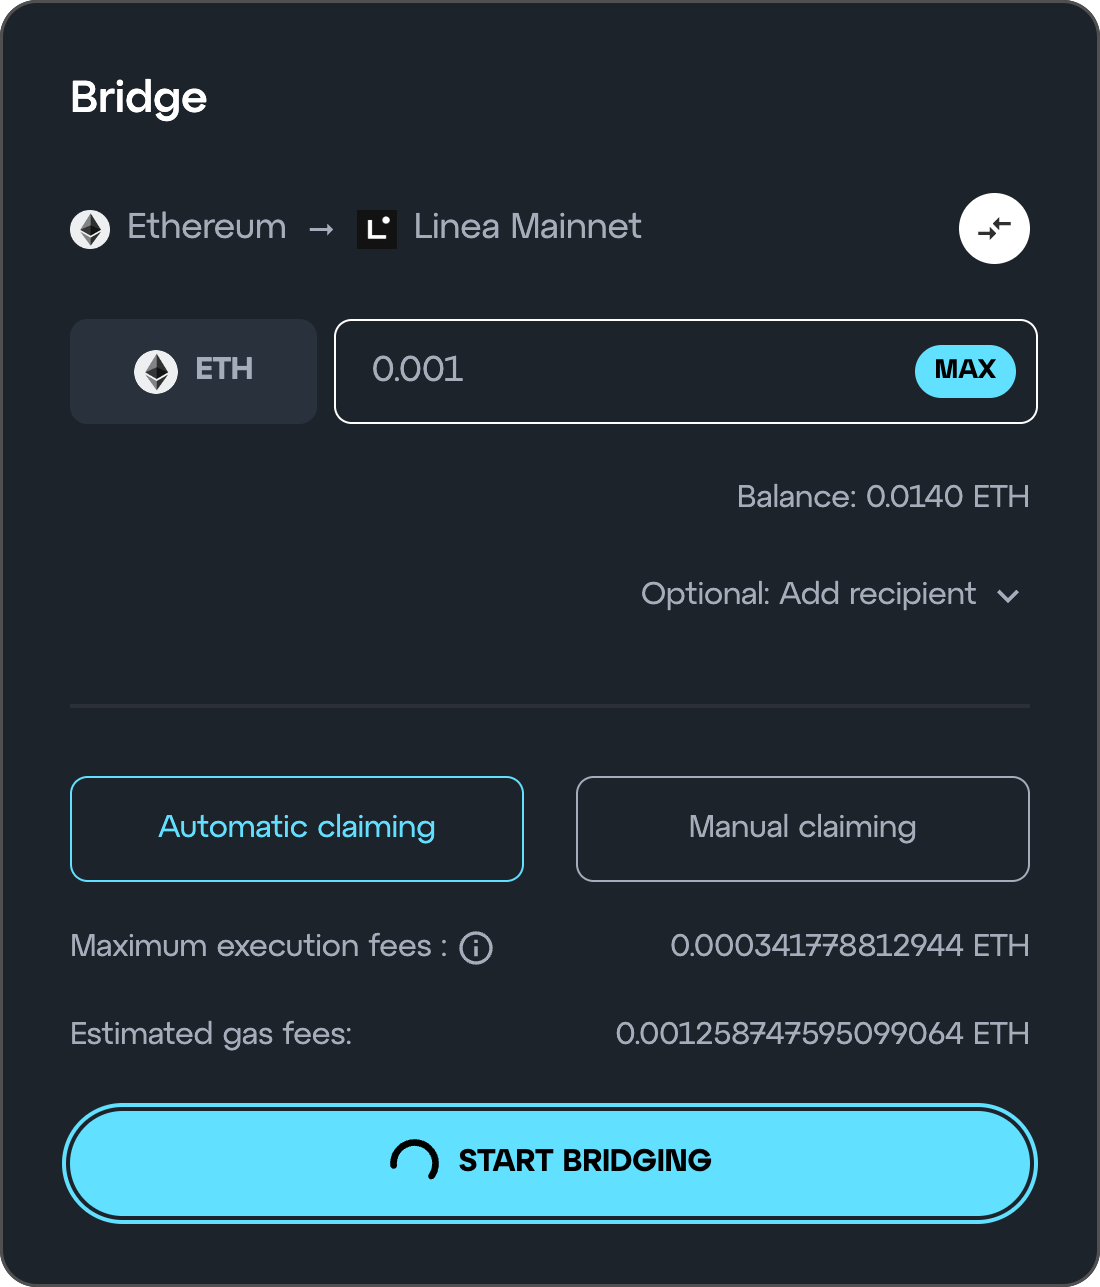 Bridge
Ethereum → Linea Mainnet
ETH 0.001 MAX
Balance: 0.0140 ETH
Optional: Add recipient
Automatic claiming Manual claiming
Maximum execution fees : 0.000341778812944 ETH
Estimated gas fees: 0.001258747595099064 ETH
START BRIDGING